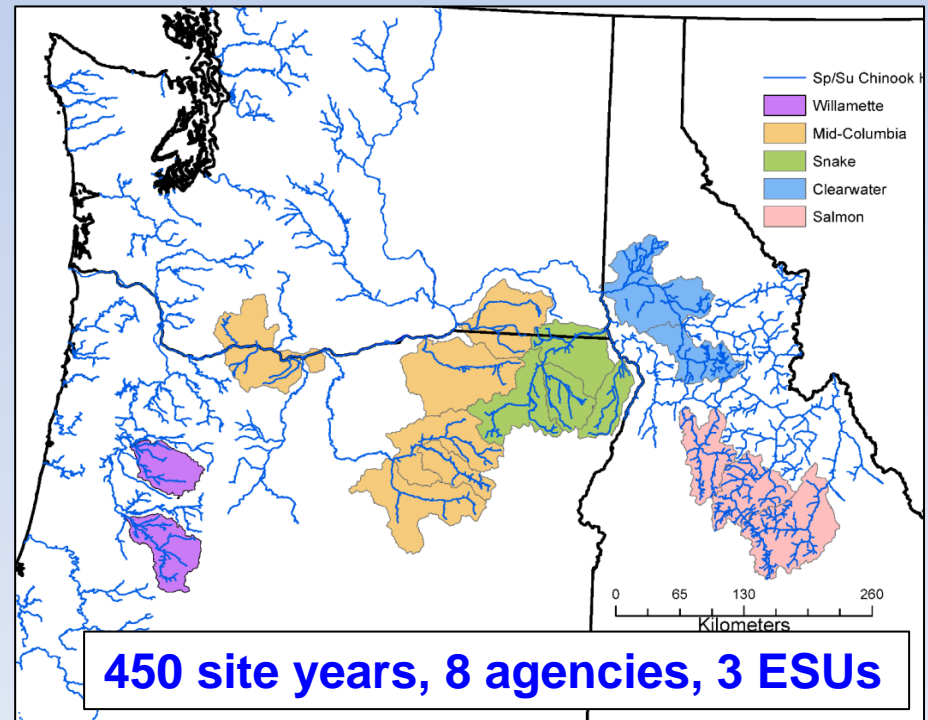 Sp/Su Chinook H
Willamette
Mid-Columbia
Snake
Clearwater
Salmon
0 65 130 260
Kilometers
450 site years, 8 agencies, 3 ESUs